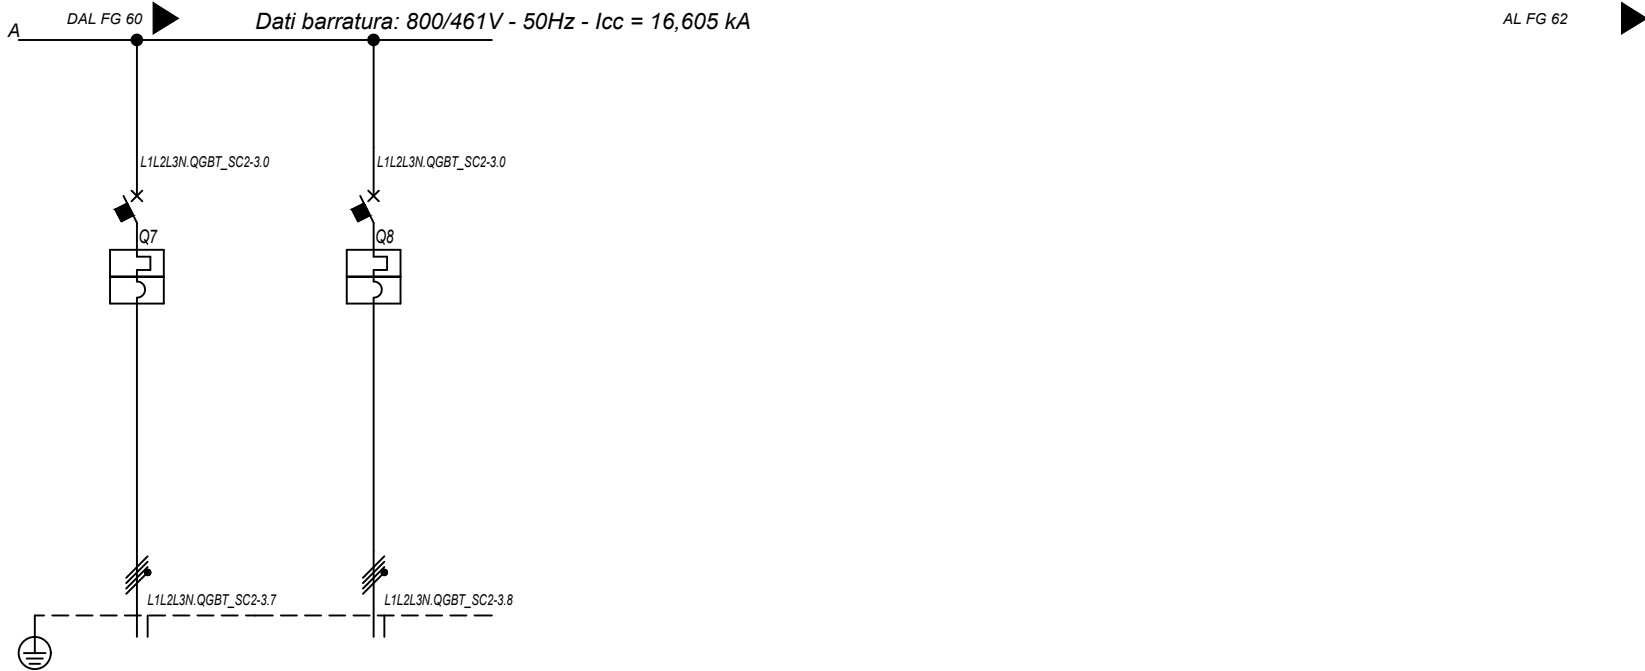 DAL FG 60
Dati barratura: 800/461V - 50Hz - Icc = 16,605 kA
AL FG 62
A
L1L2L3N.QGBT_SC2-3.0
L1L2L3N.QGBT_SC2-3.0
Q7
Q8
L1L2L3N.QGBT_SC2-3.7
L1L2L3N.QGBT_SC2-3.8